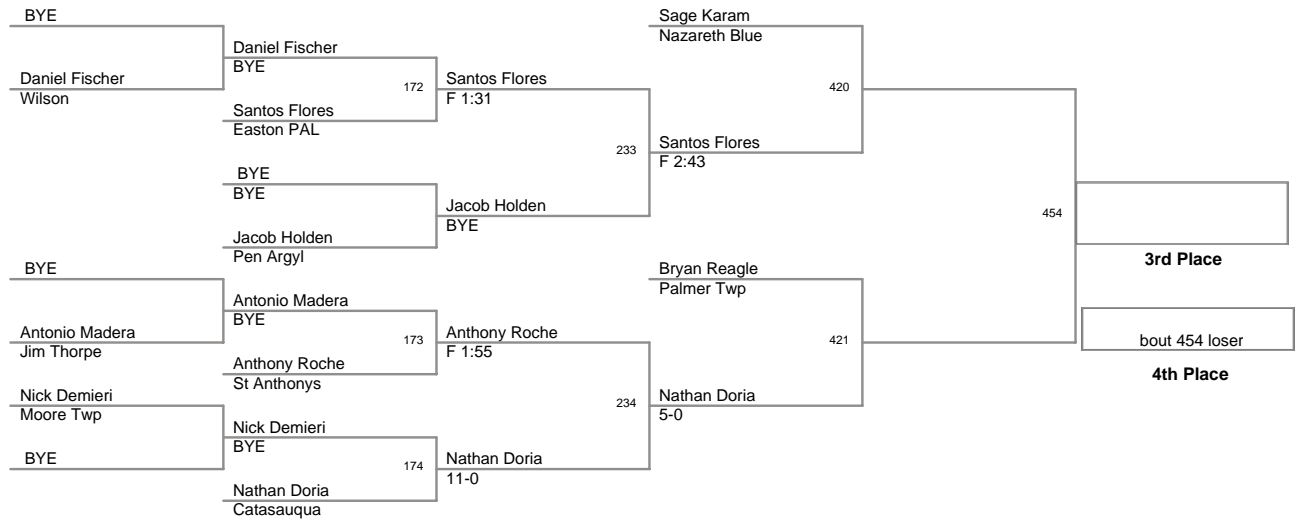 BYE
Daniel Fischer
Wilson
BYE
Antonio Madera
Jim Thorpe
Nick Demieri
Moore Twp
BYE
Daniel Fischer
BYE
172
Santos Flores
Easton PAL
BYE
BYE
Jacob Holden
Pen Argyl
Antonio Madera
BYE
173
Anthony Roche
St Anthonys
Nick Demieri
BYE
174
Nathan Doria
Catasauqua
Santos Flores
F 1:31
233
Jacob Holden
BYE
Anthony Roche
F 1:55
234
Nathan Doria
11-0
Sage Karam
Nazareth Blue
420
Santos Flores
F 2:43
Bryan Reagle
Palmer Twp
421
Nathan Doria
5-0
454
3rd Place
bout 454 loser
4th Place